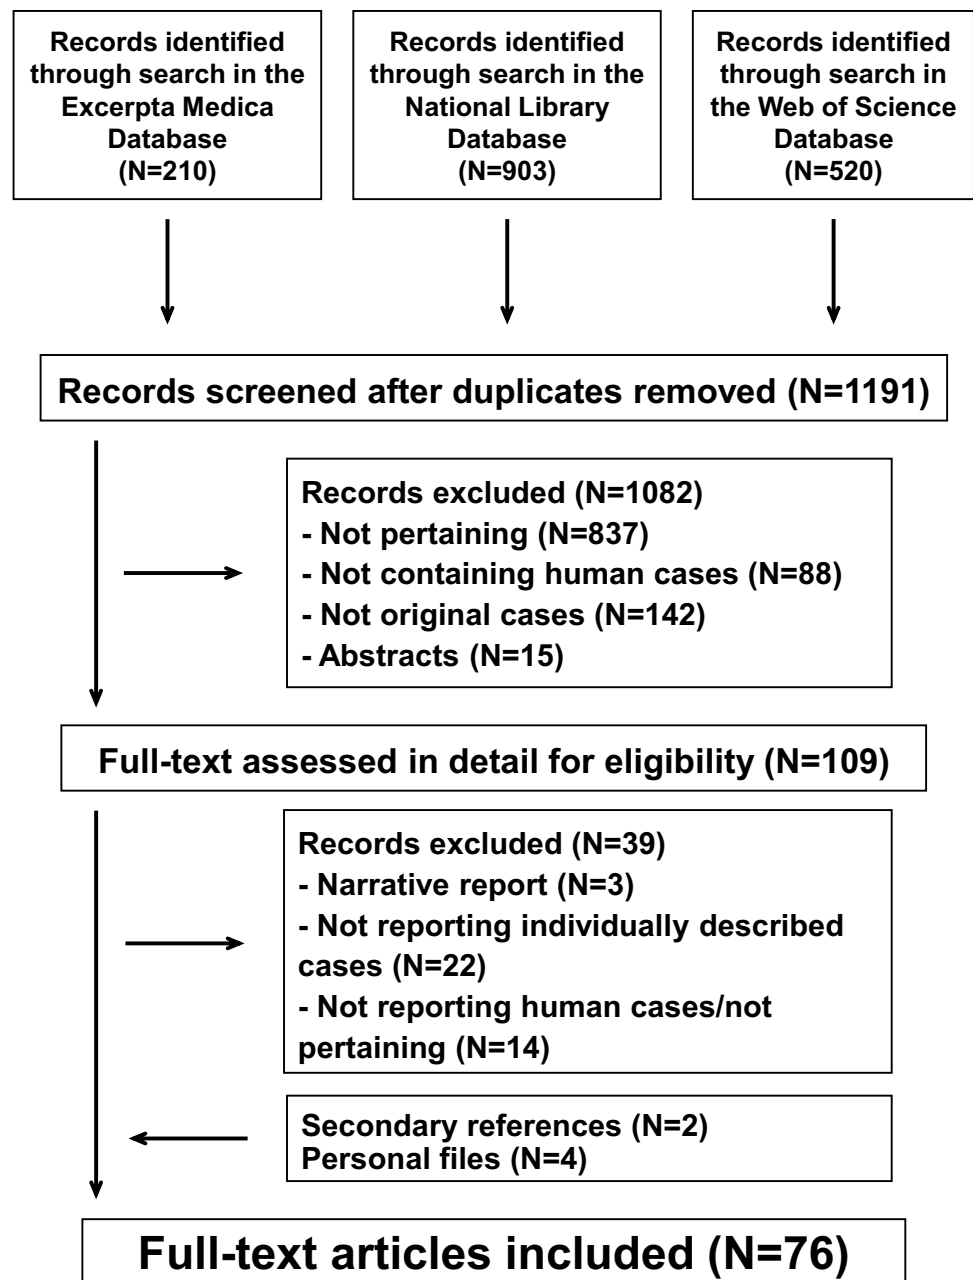 Records identified
through search in the
Excerpta Medica
Database
(N=210)
Records identified
through search in the
National Library
Database
(N=903)
Records identified
through search in
the Web of Science
Database
(N=520)
Records screened after duplicates removed (N=1191)
Records excluded (N=1082)
- Not pertaining (N=837)
- Not containing human cases (N=88)
- Not original cases (N=142)
- Abstracts (N=15)
Full-text assessed in detail for eligibility (N=109)
Records excluded (N=39)
- Narrative report (N=3)
- Not reporting individually described
cases (N=22)
- Not reporting human cases/not
pertaining (N=14)
Secondary references (N=2)
Personal files (N=4)
Full-text articles included (N=76)